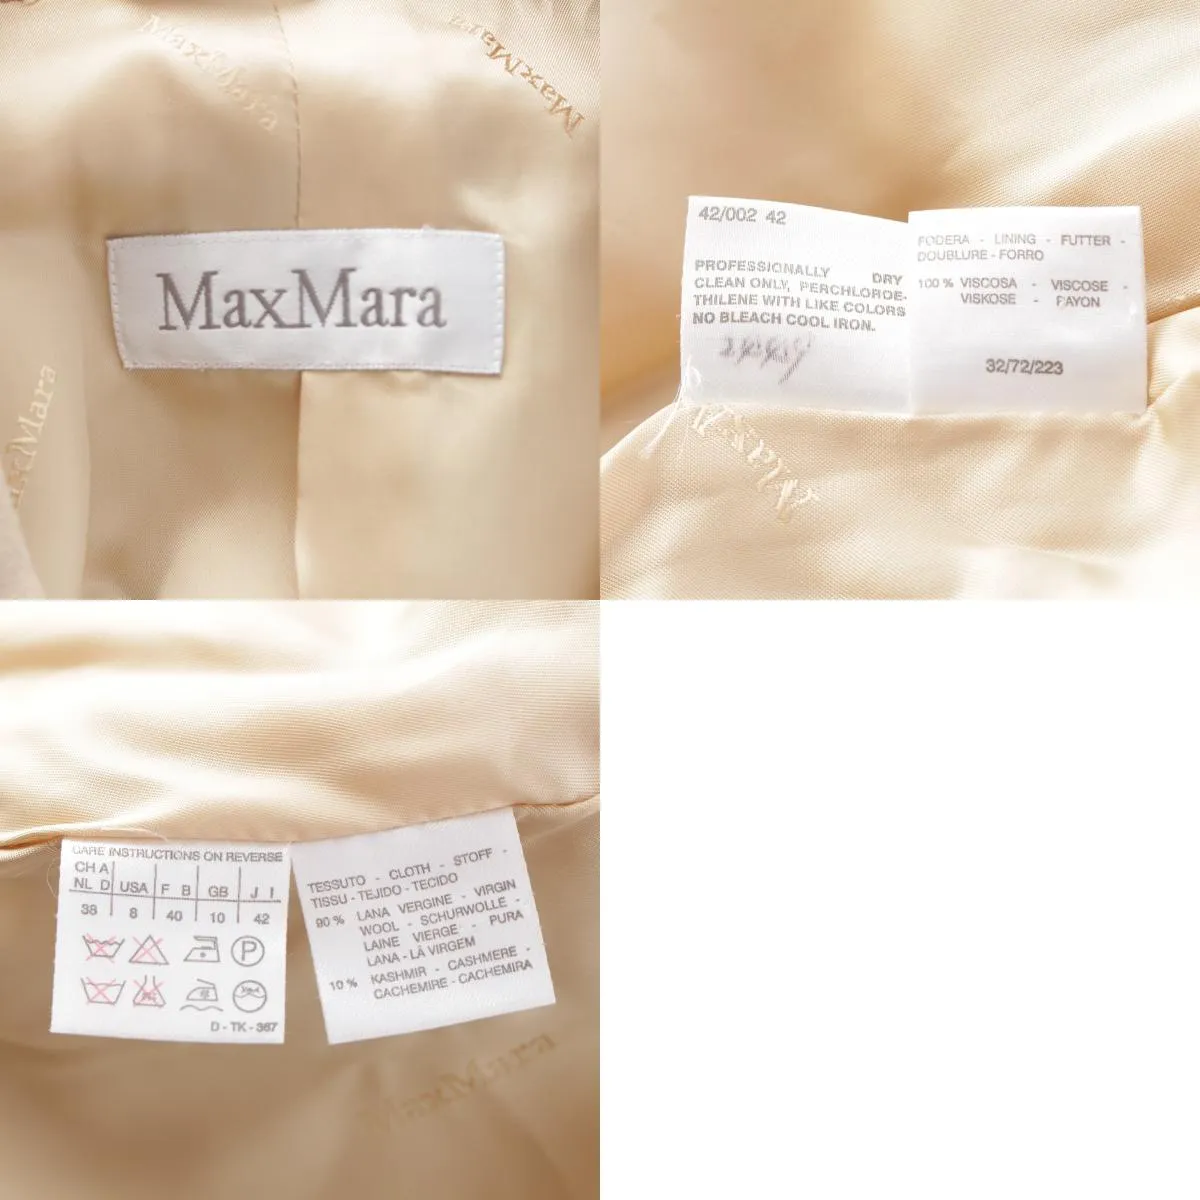 MaxMara
MaxMara
MaxMara
MaxMara
42/002 42
PROFESSIONALLY DRY
CLEAN ONLY, PERCHLOROE-
THILENE WITH LIKE COLORS
NO BLEACH COOL IRON.
FODERA - LINING - FUTTER -
DOUBLURE - FORRO
100 % VISCOSA - VISCOSE -
VISKOSE - RAYON
32/72/223
MaxMara
CARE INSTRUCTIONS ON REVERSE
CH A
NL D USA F B GB J I
38 8 40 10 42
P
D - TK - 367
TESSUTO - CLOTH - STOFF -
TISSU - TEJIDO - TECIDO
90 % LANA VERGINE - VIRGIN
WOOL - SCHURWOLLE -
LAINE VIERGE - PURA
LANA - LÀ VIRGEM
10 % KASHMIR - CASHMERE -
CACHEMIRE - CACHEMIRA
MaxMara